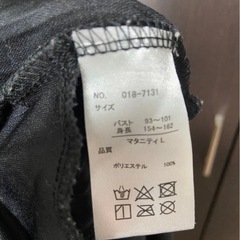 NO. 018-7131
サイズ
バスト 93～101
身長 154～162
マタニティL
品質
ポリエステル 100%